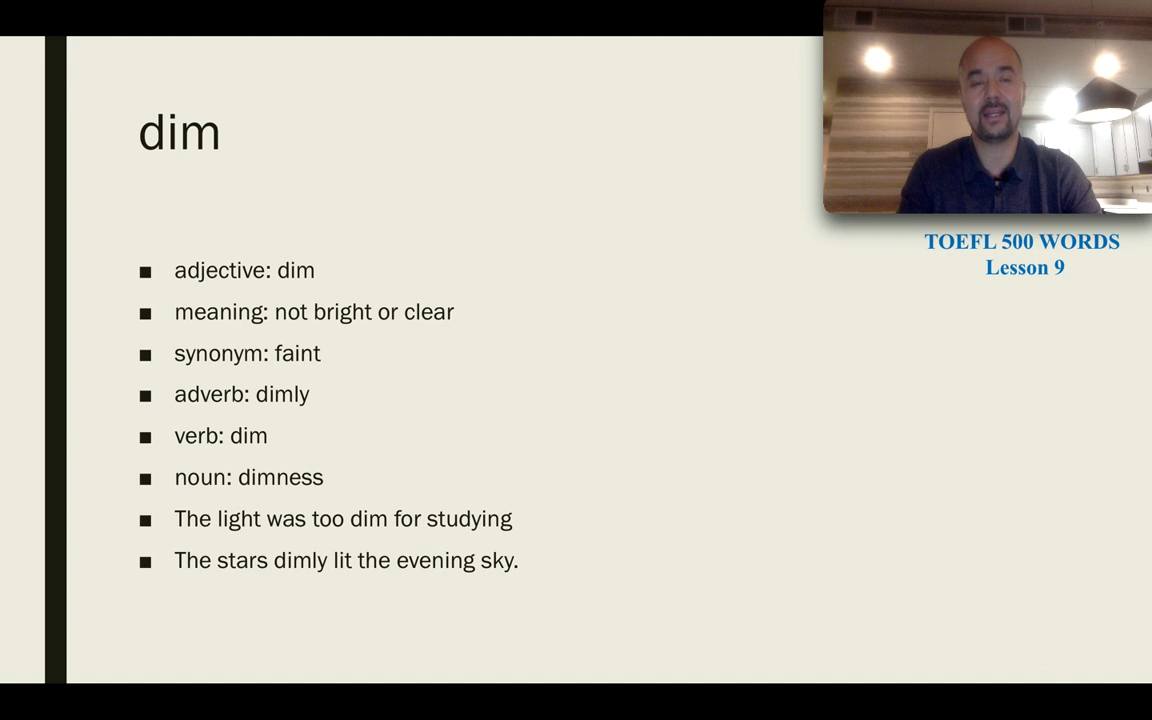 dim
TOEFL 500 WORDS
Lesson 9
■ adjective: dim
■ meaning: not bright or clear
■ synonym: faint
■ adverb: dimly
■ verb: dim
■ noun: dimness
■ The light was too dim for studying
■ The stars dimly lit the evening sky.